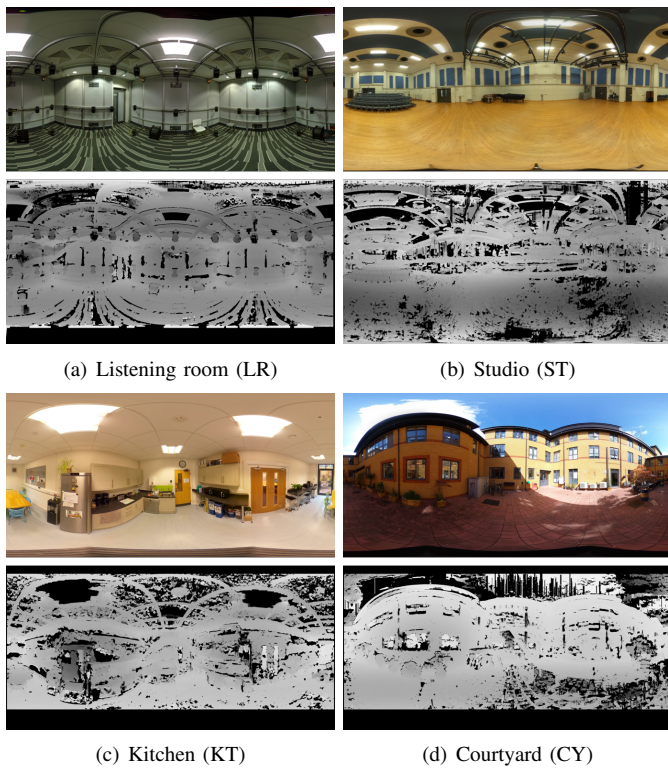 (a) Listening room (LR)
(b) Studio (ST)
(c) Kitchen (KT)
(d) Courtyard (CY)